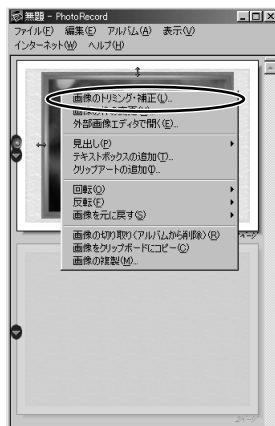 無題 - PhotoRecord
ファイル(F) 編集(E) アルバム(A) 表示(V)
インターネット(W) ヘルプ(H)
画像のトリミング・補正(L)...
外部画像エディタで開く(E)...
見出し(P)
テキストボックスの追加(T)...
クリップアートの追加(D)...
回転(O)
反転(F)
画像を元に戻す(S)
画像の切り取り(アルバムから削除)(R)
画像をクリップボードにコピー(C)
画像の複製(M)...